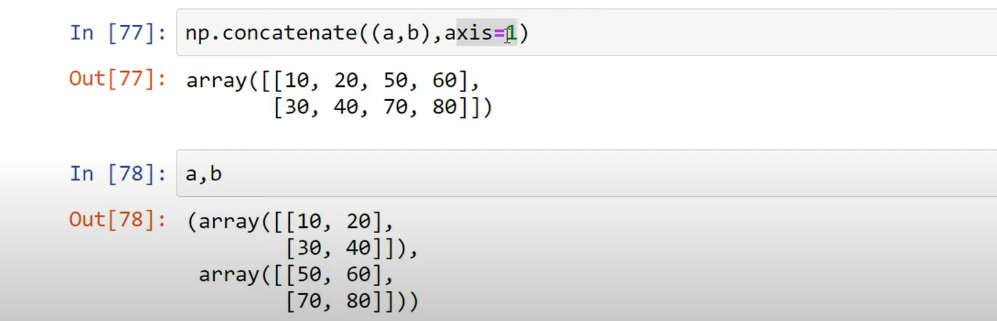 In [77]: np.concatenate((a,b),axis=1)
Out[77]: array([[10, 20, 50, 60],
[30, 40, 70, 80]])
In [78]: a,b
Out[78]: (array([[10, 20],
[30, 40]]),
array([[50, 60],
[70, 80]]))